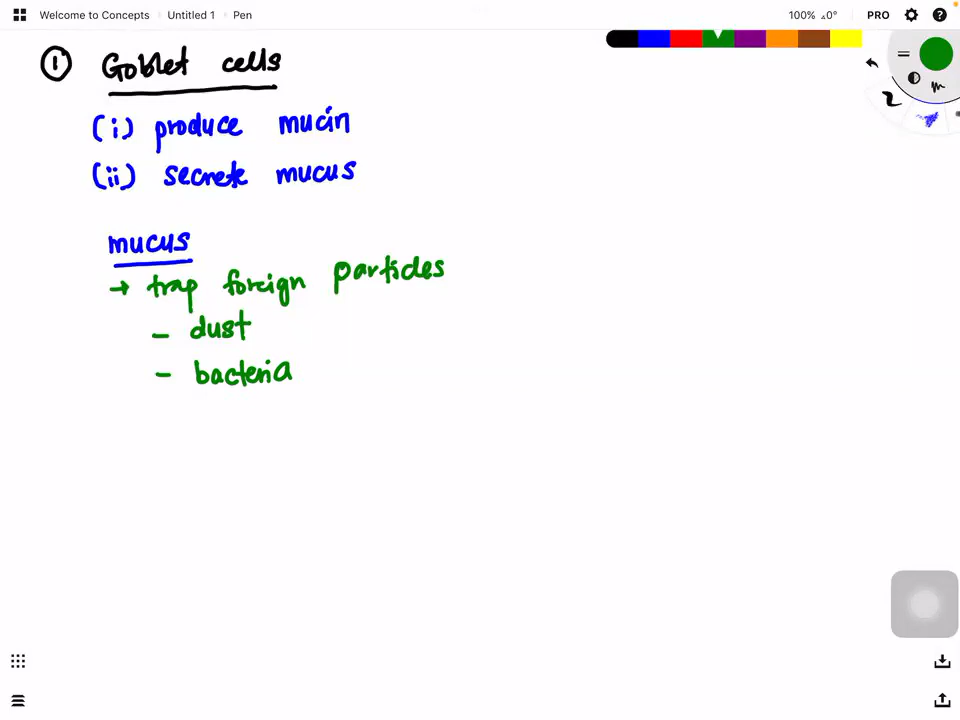 Welcome to Concepts Untitled 1 Pen 100% 0° PRO
① Goblet cells
(i) produce mucin
(ii) secrete mucus
mucus
→ trap foreign particles
- dust
- bacteria